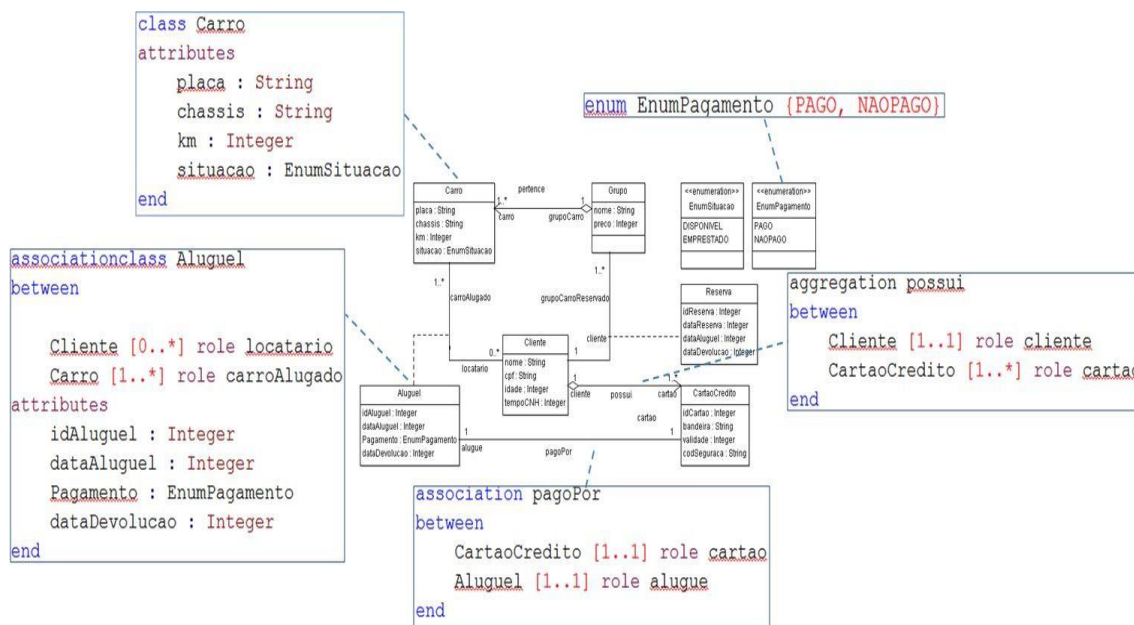 class Carro
attributes
placa : String
chassis : String
km : Integer
situacao : EnumSituacao
end
enum EnumPagamento {PAGO, NAOPAGO}
Carro
placa : String
chassis : String
km : Integer
situacao : EnumSituacao
pertence
1..*
carro
1
grupoCarro
Grupo
nome : String
preco : Integer
<<enumeration>>
EnumSituacao
DISPONIVEL
EMPRESTADO
<<enumeration>>
EnumPagamento
PAGO
NAOPAGO
associationclass Aluguel
between
Cliente [0..*] role locatario
Carro [1..*] role carroAlugado
attributes
idAluguel : Integer
dataAluguel : Integer
Pagamento : EnumPagamento
dataDevolucao : Integer
end
1..*
carroAlugado
1..*
grupoCarroReservado
Reserva
idReserva : Integer
dataReserva : Integer
dataAluguel : Integer
dataDevolucao : Integer
aggregation possui
between
Cliente [1..1] role cliente
CartaoCredito [1..*] role cartao
end
Cliente
nome : String
cpf : String
idade : Integer
tempoCNH : Integer
0..*
locatario
1
cliente
1
cliente
possui
1..*
cartao
Aluguel
idAluguel : Integer
dataAluguel : Integer
Pagamento : EnumPagamento
dataDevolucao : Integer
CartaoCredito
idCartao : Integer
bandeira : String
validade : Integer
codSeguraca : String
cartao
1
1
alugue
pagoPor
association pagoPor
between
CartaoCredito [1..1] role cartao
Aluguel [1..1] role alugue
end